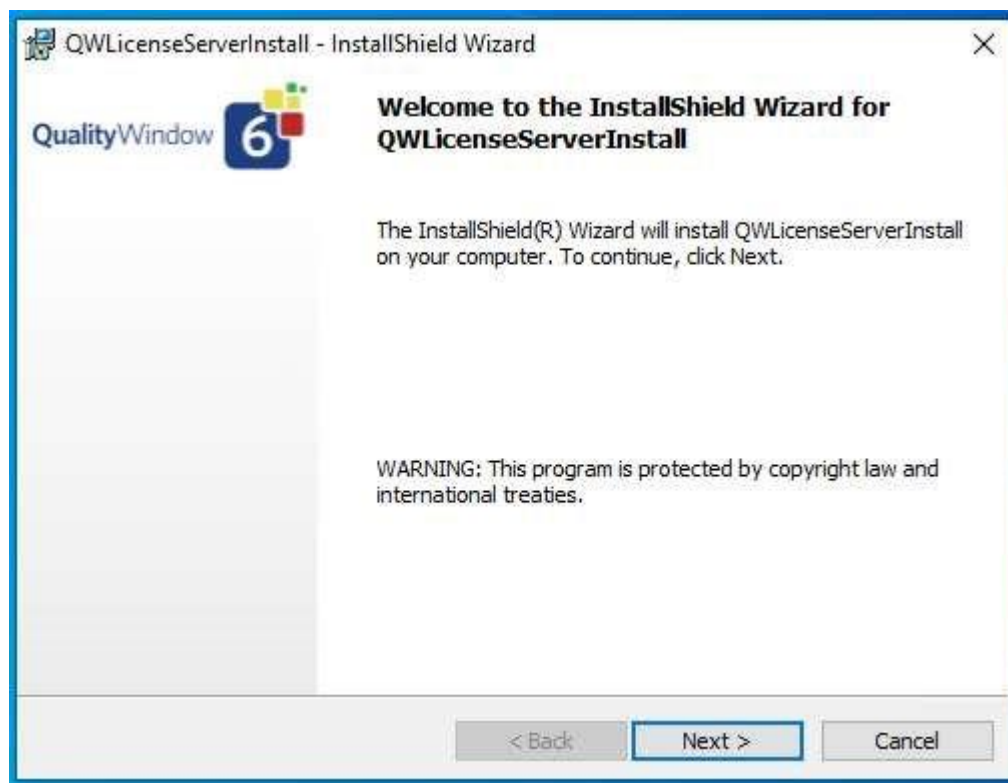 QWLicenseServerInstall - InstallShield Wizard
QualityWindow 6
Welcome to the InstallShield Wizard for
QWLicenseServerInstall
The InstallShield(R) Wizard will install QWLicenseServerInstall
on your computer. To continue, click Next.
WARNING: This program is protected by copyright law and
international treaties.
< Back
Next >
Cancel